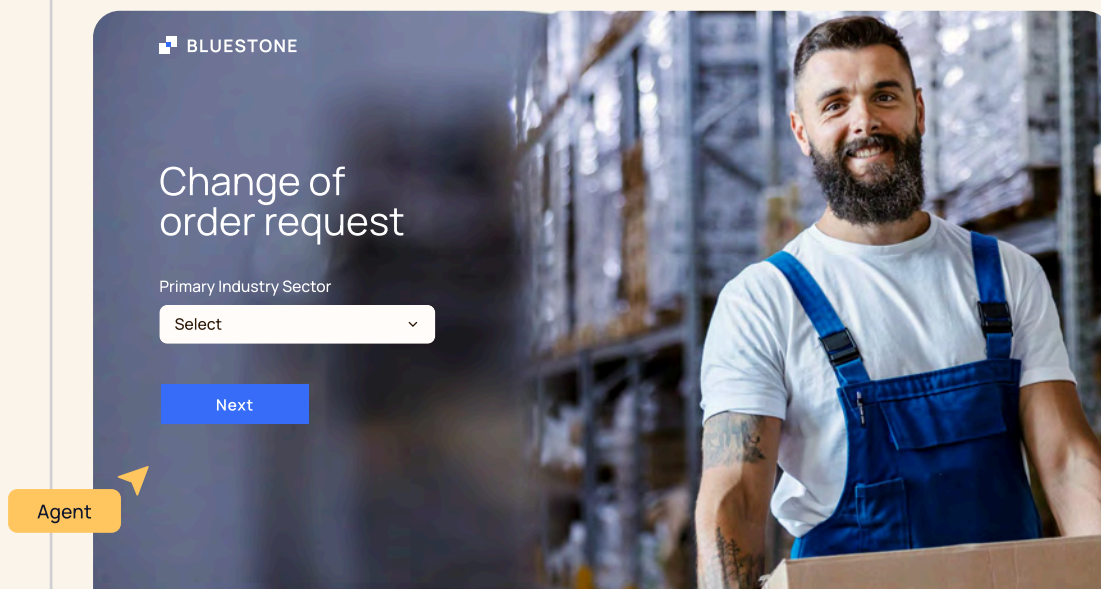 BLUESTONE
Change of
order request
Primary Industry Sector
Select
Next
Agent